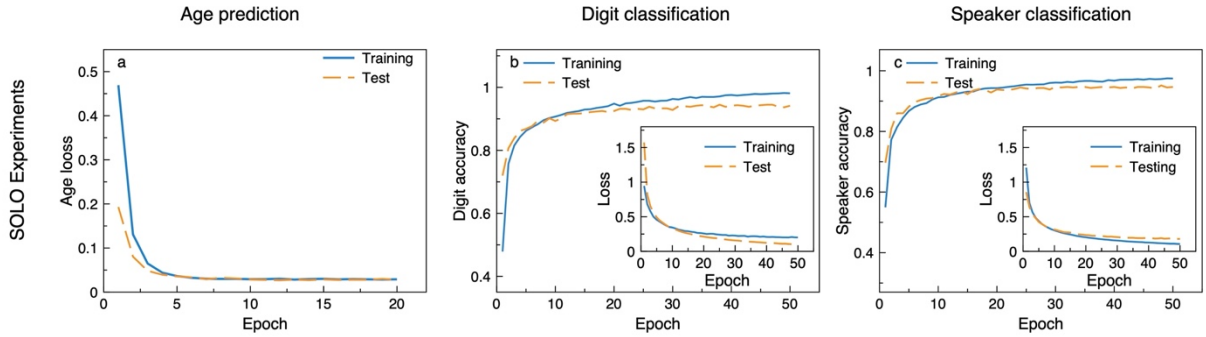 Age prediction
Digit classification
Speaker classification
SOLO Experiments
a
Training
Test
0.5
0.4
0.3
0.2
0.1
0
Age looss
0
5
10
15
20
Epoch
b
Tranining
Test
1
0.8
0.6
0.4
Digit accuracy
0
10
20
30
40
50
Epoch
Training
Test
1.5
1
0.5
0
Loss
0
10
20
30
40
50
Epoch
c
Training
Test
1
0.8
0.6
0.4
Speaker accuracy
0
10
20
30
40
50
Epoch
Training
Testing
1.5
1
0.5
0
Loss
0
10
20
30
40
50
Epoch